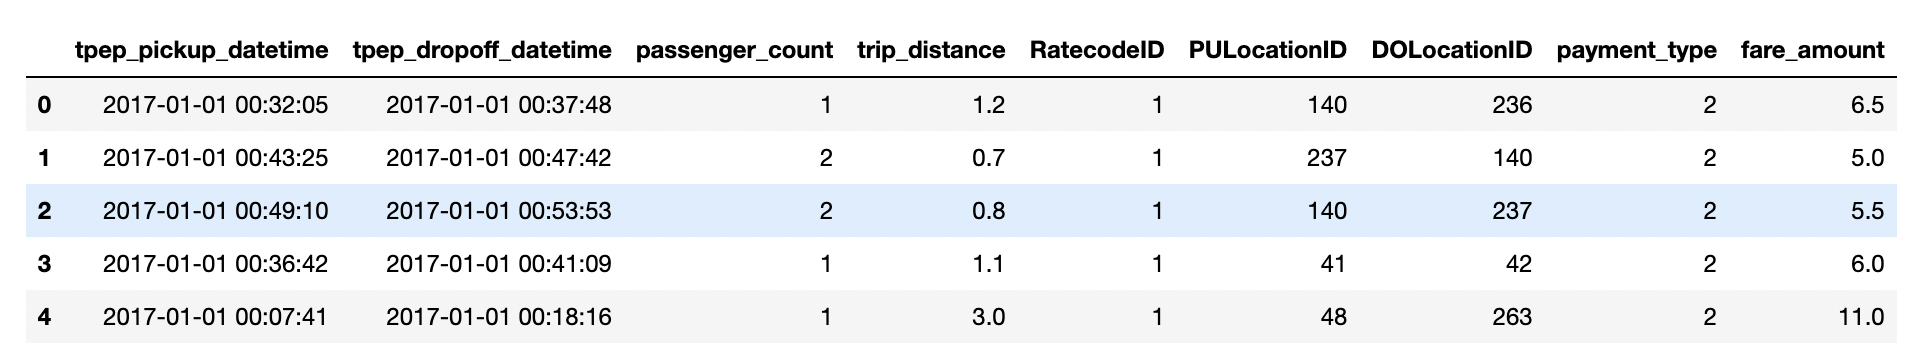 tpep_pickup_datetime tpep_dropoff_datetime passenger_count trip_distance RatecodeID PULocationID DOLocationID payment_type fare_amount
0 2017-01-01 00:32:05 2017-01-01 00:37:48 1 1.2 1 140 236 2 6.5
1 2017-01-01 00:43:25 2017-01-01 00:47:42 2 0.7 1 237 140 2 5.0
2 2017-01-01 00:49:10 2017-01-01 00:53:53 2 0.8 1 140 237 2 5.5
3 2017-01-01 00:36:42 2017-01-01 00:41:09 1 1.1 1 41 42 2 6.0
4 2017-01-01 00:07:41 2017-01-01 00:18:16 1 3.0 1 48 263 2 11.0